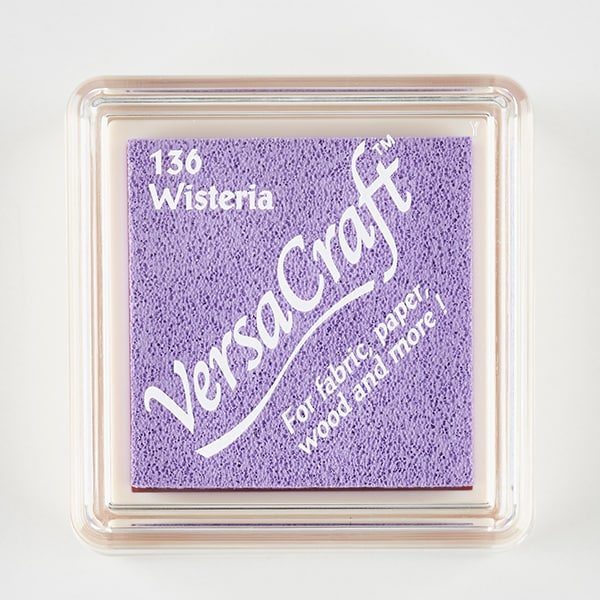 136
Wisteria
VersaCraft™
For fabric, paper,
wood and more !